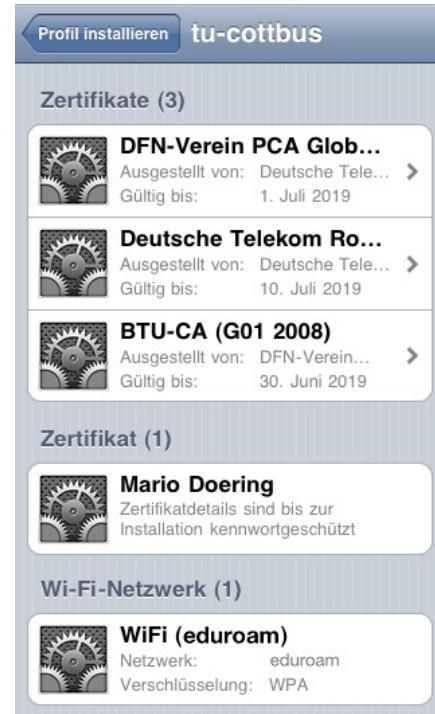 Profil installieren tu-cottbus
Zertifikate (3)
DFN-Verein PCA Glob...
Ausgestellt von: Deutsche Tele...
Gültig bis: 1. Juli 2019
Deutsche Telekom Ro...
Ausgestellt von: Deutsche Tele...
Gültig bis: 10. Juli 2019
BTU-CA (G01 2008)
Ausgestellt von: DFN-Verein...
Gültig bis: 30. Juni 2019
Zertifikat (1)
Mario Doering
Zertifikatdetails sind bis zur
Installation kennwortgeschützt
Wi-Fi-Netzwerk (1)
WiFi (eduroam)
Netzwerk: eduroam
Verschlüsselung: WPA